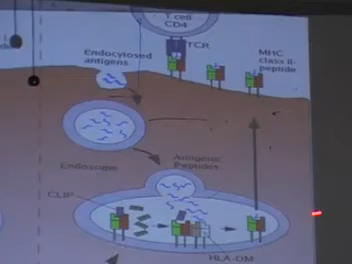 T cell
CD4
TCR
Endocytosed
antigens
MHC
class II-
peptide
Endosome
Antigenic
Peptides
CLIP
HLA-DM